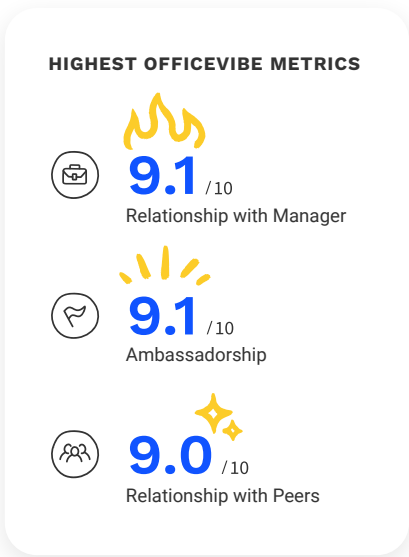 HIGHEST OFFICEVIBE METRICS
9.1 /10
Relationship with Manager
9.1 /10
Ambassadorship
9.0 /10
Relationship with Peers